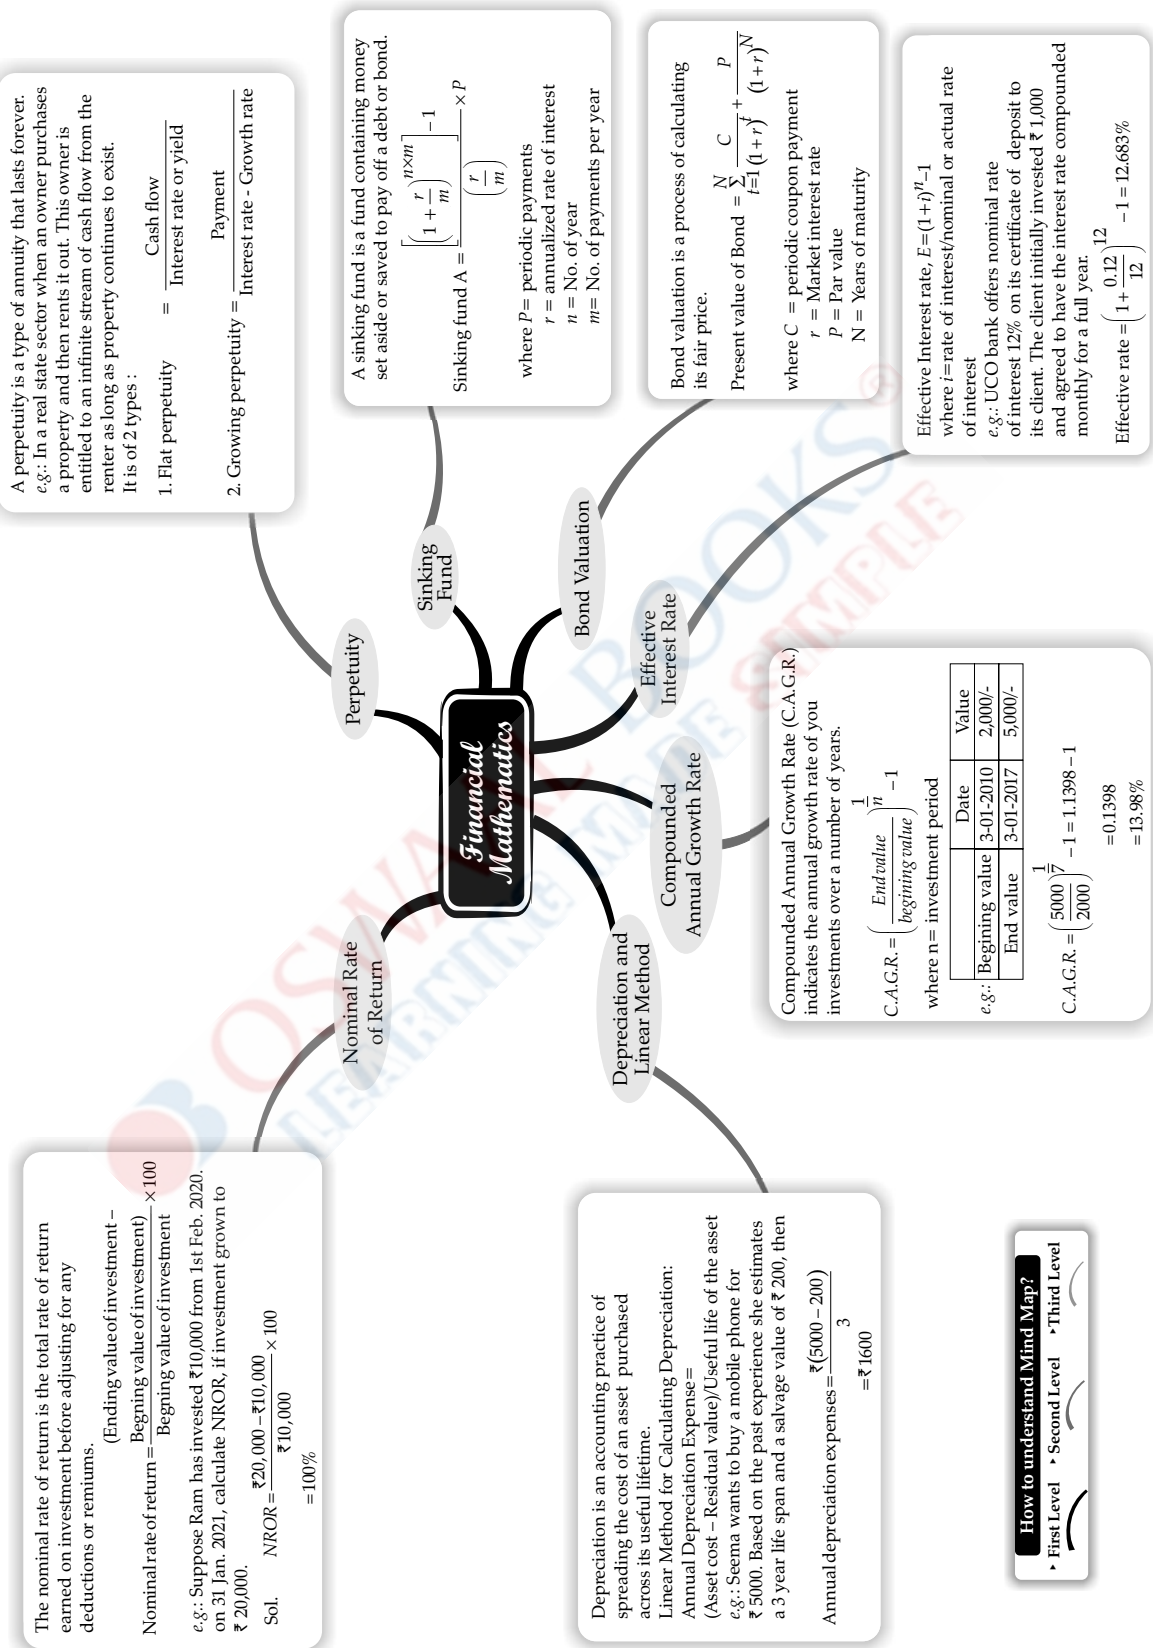 The nominal rate of return is the total rate of return
earned on investment before adjusting for any
deductions or remiums.
Nominal rate of return = (Ending value of investment – Begning value of investment) / Begning value of investment × 100
e.g.: Suppose Ram has invested ₹10,000 from 1st Feb. 2020.
on 31 Jan. 2021, calculate NROR, if investment grown to
₹ 20,000.
Sol. NROR = ₹20,000 – ₹10,000 / ₹10,000 × 100
= 100%
Nominal Rate
of Return
A perpetuity is a type of annuity that lasts forever.
e.g.: In a real state sector when an owner purchases
a property and then rents it out. This owner is
entitled to an infinite stream of cash flow from the
renter as long as property continues to exist.
It is of 2 types :
1. Flat perpetuity = Cash flow / Interest rate or yield
2. Growing perpetuity = Payment / Interest rate - Growth rate
Perpetuity
A sinking fund is a fund containing money
set aside or saved to pay off a debt or bond.
Sinking fund A = [(1 + r/m)^(n×m)] – 1 / (r/m) × P
where P = periodic payments
r = annualized rate of interest
n = No. of year
m = No. of payments per year
Sinking
Fund
Financial
Mathematics
Bond valuation is a process of calculating
its fair price.
Present value of Bond = Σ t=1 N C/(1+r)^t + P/(1+r)^N
where C = periodic coupon payment
r = Market interest rate
P = Par value
N = Years of maturity
Bond Valuation
Effective Interest rate, E=(1+i)^n–1
where i=rate of interest/nominal or actual rate
of interest
e.g.: UCO bank offers nominal rate
of interest 12% on its certificate of deposit to
its client. The client initially invested ₹ 1,000
and agreed to have the interest rate compounded
monthly for a full year.
Effective rate = (1 + 0.12/12)^12 – 1 = 12.683%
Effective
Interest Rate
Compounded
Annual Growth Rate
Compounded Annual Growth Rate (C.A.G.R.)
indicates the annual growth rate of you
investments over a number of years.
C.A.G.R. = (End value / begining value)^(1/n) – 1
where n= investment period
Date Value
e.g.: Begining value 3-01-2010 2,000/-
End value 3-01-2017 5,000/-
C.A.G.R. = (5000/2000)^(1/7) – 1 = 1.1398 – 1
= 0.1398
= 13.98%
Depreciation and
Linear Method
Depreciation is an accounting practice of
spreading the cost of an asset purchased
across its useful lifetime.
Linear Method for Calculating Depreciation:
Annual Depreciation Expense=
(Asset cost – Residual value)/Useful life of the asset
e.g.: Seema wants to buy a mobile phone for
₹ 5000. Based on the past experience she estimates
a 3 year life span and a salvage value of ₹ 200, then
Annual depreciation expenses = ₹(5000 – 200) / 3
= ₹1600
How to understand Mind Map?
First Level Second Level Third Level
OSWAAL BOOKS®
LEARNING MADE SIMPLE